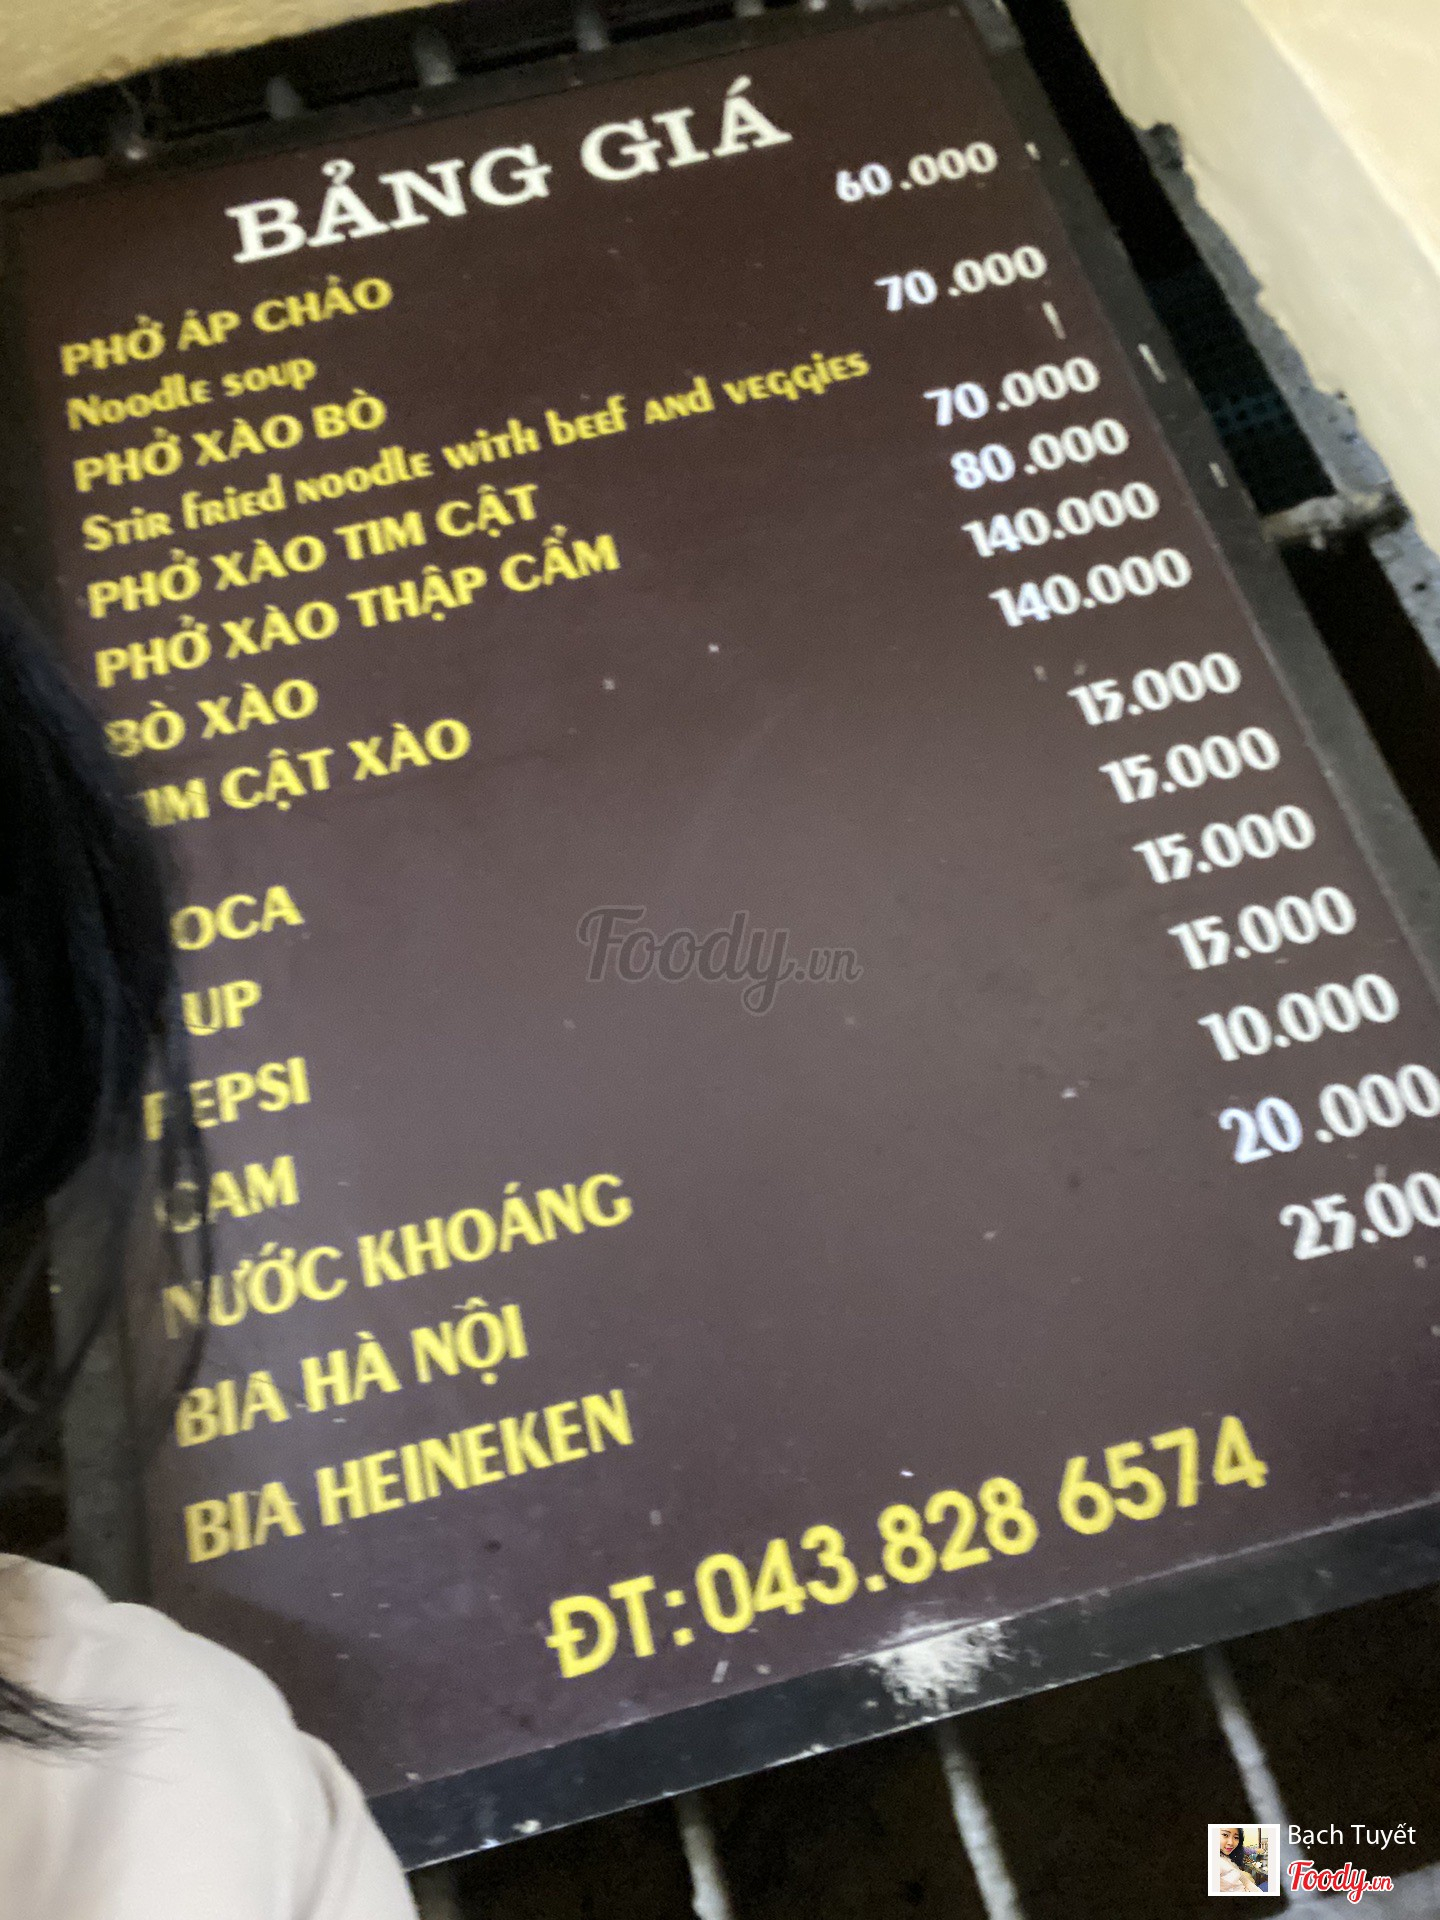 BẢNG GIÁ
PHỞ ÁP CHẢO 60.000
Noodle soup
PHỞ XÀO BÒ 70.000
Stir fried noodle with beef and veggies
PHỞ XÀO TIM CẬT 70.000
PHỞ XÀO THẬP CẨM 80.000
BÒ XÀO 140.000
TIM CẬT XÀO 140.000
OCA 15.000
UP 15.000
PEPSI 15.000
CAM 15.000
NƯỚC KHOÁNG 10.000
BIA HÀ NỘI 20.000
BIA HEINEKEN 25.00
ĐT: 043.828 6574
Foody.vn
Bạch Tuyết
Foody.vn